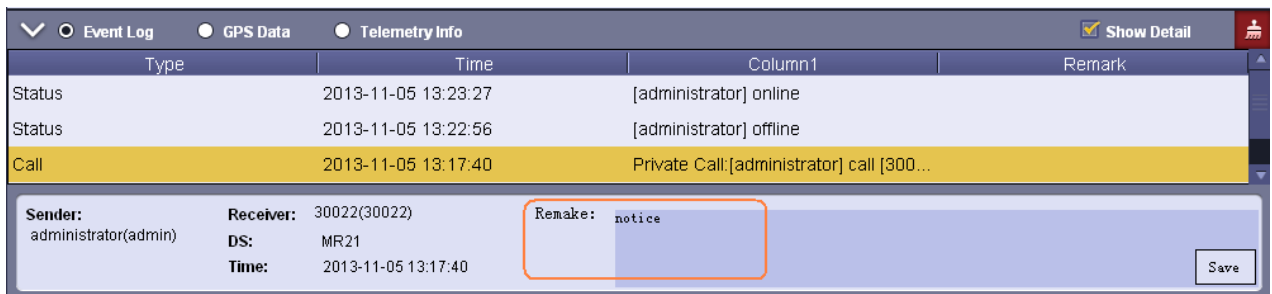 Event Log GPS Data Telemetry Info Show Detail
Type Time Column1 Remark
Status 2013-11-05 13:23:27 [administrator] online
Status 2013-11-05 13:22:56 [administrator] offline
Call 2013-11-05 13:17:40 Private Call:[administrator] call [300...
Sender: Receiver: 30022(30022) Remake: notice
administrator(admin) DS: MR21
Time: 2013-11-05 13:17:40 Save